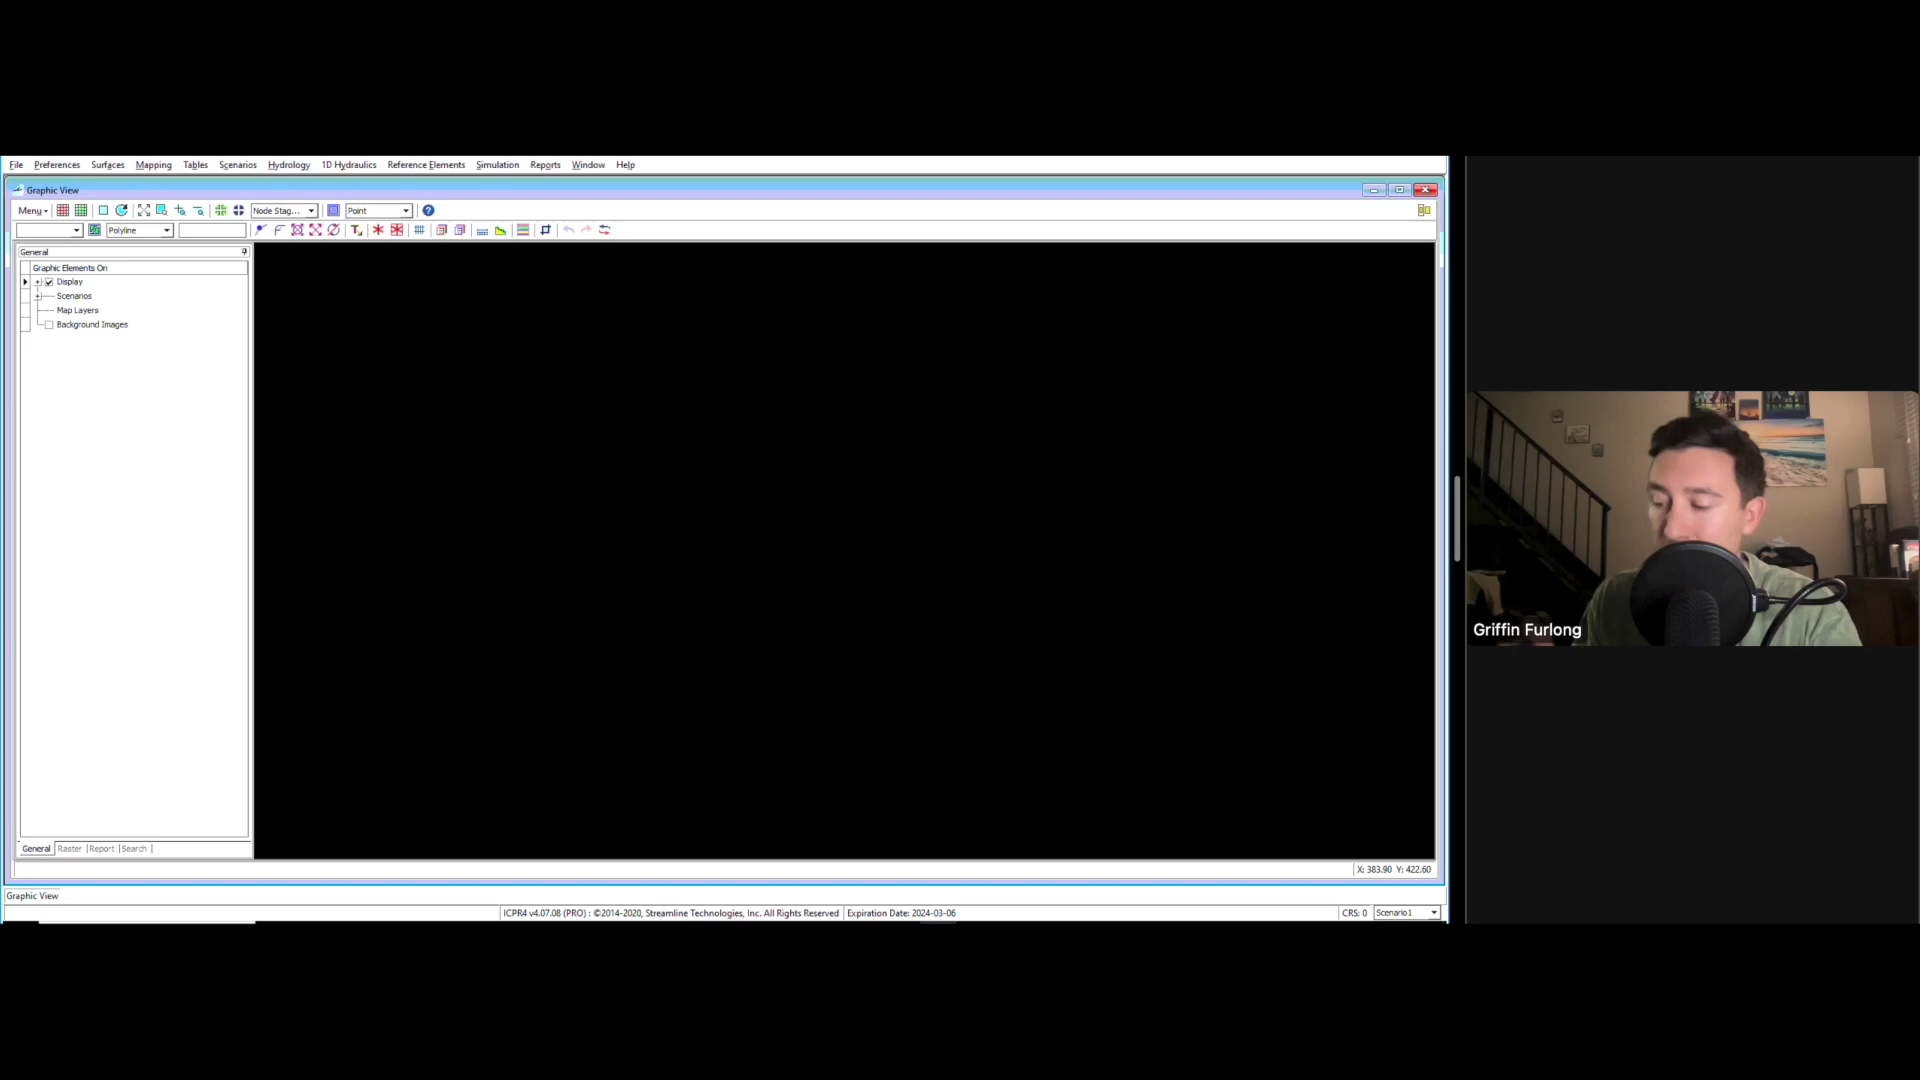 File Preferences Surfaces Mapping Tables Scenarios Hydrology 1D Hydraulics Reference Elements Simulation Reports Window Help
Graphic View
Menu Node Stag... Point
Polyline
General
Graphic Elements On
Display
Scenarios
Map Layers
Background Images
Griffin Furlong
General Raster Report Search
X: 383.90 Y: 422.60
Graphic View
ICPR4 v4.07.08 (PRO) : ©2014-2020, Streamline Technologies, Inc. All Rights Reserved Expiration Date: 2024-03-06 CRS: 0 Scenario1